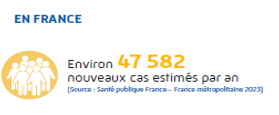 EN FRANCE
Environ 47 582
nouveaux cas estimés par an
(Source : Santé publique France – France métropolitaine 2023)